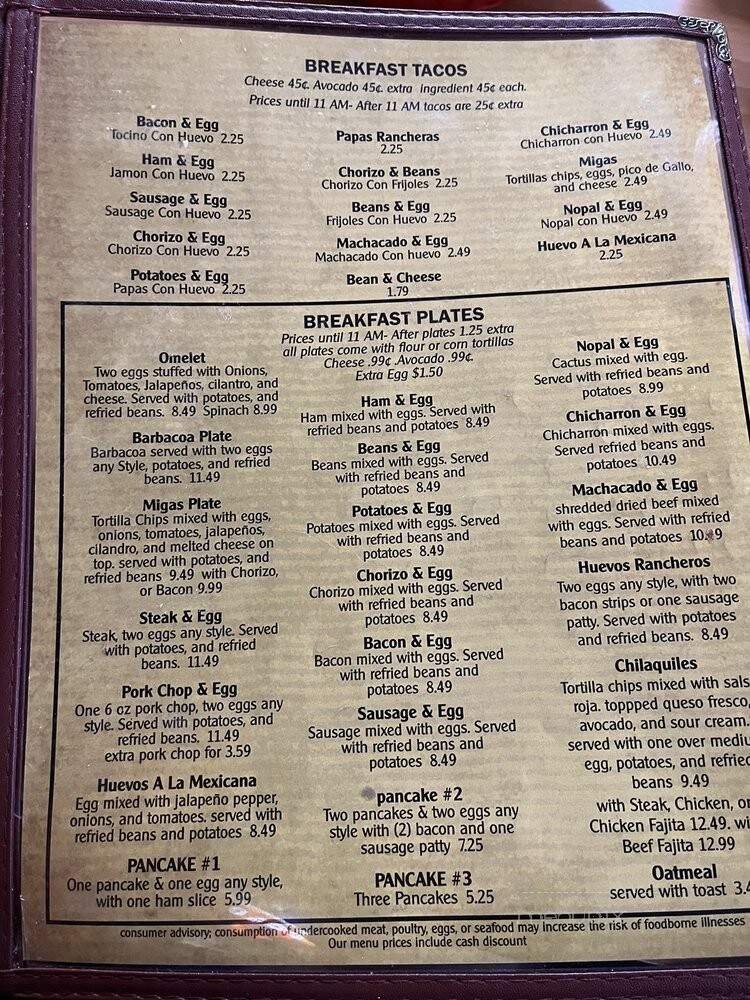 BREAKFAST TACOS
Cheese 45¢. Avocado 45¢. extra ingredient 45¢ each.
Prices until 11 AM- After 11 AM tacos are 25¢ extra
Bacon & Egg
Tocino Con Huevo 2.25
Ham & Egg
Jamon Con Huevo 2.25
Sausage & Egg
Sausage Con Huevo 2.25
Chorizo & Egg
Chorizo Con Huevo 2.25
Potatoes & Egg
Papas Con Huevo 2.25
Papas Rancheras
2.25
Chorizo & Beans
Chorizo Con Frijoles 2.25
Beans & Egg
Frijoles Con Huevo 2.25
Machacado & Egg
Machacado Con huevo 2.49
Bean & Cheese
1.79
Chicharron & Egg
Chicharron con Huevo 2.49
Migas
Tortillas chips, eggs, pico de Gallo,
and cheese 2.49
Nopal & Egg
Nopal con Huevo 2.49
Huevo A La Mexicana
2.25
BREAKFAST PLATES
Prices until 11 AM- After plates 1.25 extra
all plates come with flour or corn tortillas
Cheese .99¢ .Avocado .99¢.
Extra Egg $1.50
Omelet
Two eggs stuffed with Onions,
Tomatoes, Jalapeños, cilantro, and
cheese. Served with potatoes, and
refried beans. 8.49 Spinach 8.99
Barbacoa Plate
Barbacoa served with two eggs
any Style, potatoes, and refried
beans. 11.49
Migas Plate
Tortilla Chips mixed with eggs,
onions, tomatoes, jalapeños,
cilandro, and melted cheese on
top. served with potatoes, and
refried beans 9.49 with Chorizo,
or Bacon 9.99
Steak & Egg
Steak, two eggs any style. Served
with potatoes, and refried
beans. 11.49
Pork Chop & Egg
One 6 oz pork chop, two eggs any
style. Served with potatoes, and
refried beans. 11.49
extra pork chop for 3.59
Huevos A La Mexicana
Egg mixed with jalapeño pepper,
onions, and tomatoes. served with
refried beans and potatoes 8.49
PANCAKE #1
One pancake & one egg any style,
with one ham slice 5.99
Ham & Egg
Ham mixed with eggs. Served with
refried beans and potatoes 8.49
Beans & Egg
Beans mixed with eggs. Served
with refried beans and
potatoes 8.49
Potatoes & Egg
Potatoes mixed with eggs. Served
with refried beans and
potatoes 8.49
Chorizo & Egg
Chorizo mixed with eggs. Served
with refried beans and
potatoes 8.49
Bacon & Egg
Bacon mixed with eggs. Served
with refried beans and
potatoes 8.49
Sausage & Egg
Sausage mixed with eggs. Served
with refried beans and
potatoes 8.49
pancake #2
Two pancakes & two eggs any
style with (2) bacon and one
sausage patty 7.25
PANCAKE #3
Three Pancakes 5.25
Nopal & Egg
Cactus mixed with egg.
Served with refried beans and
potatoes 8.99
Chicharron & Egg
Chicharron mixed with eggs.
Served refried beans and
potatoes 10.49
Machacado & Egg
shredded dried beef mixed
with eggs. Served with refried
beans and potatoes
Huevos Rancheros
Two eggs any style, with two
bacon strips or one sausage
patty. Served with potatoes
and refried beans. 8.49
Chilaquiles
Tortilla chips mixed with
roja. toppped queso fresco,
avocado, and sour cream.
served with one over
egg, potatoes, and refried
beans 9.49
with Steak, Chicken,
Chicken Fajita 12.49.
Beef Fajita 12.99
Oatmeal
served with toast
consumer advisory; consumption of undercooked meat, poultry, eggs, or seafood may increase the risk of foodborne illnesses
Our menu prices include cash discount